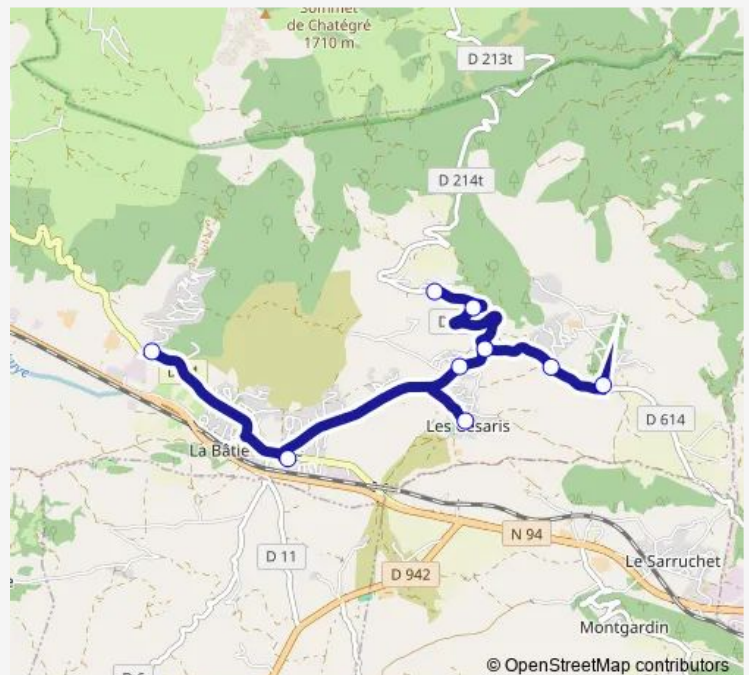 Sommet
de Chatégré
1710 m
D 213t
D 214t
D
La Bâtie
Les Césaris
D 614
N 94
D 11
Le Sarruchet
D 942
Montgardin
© OpenStreetMap contributors